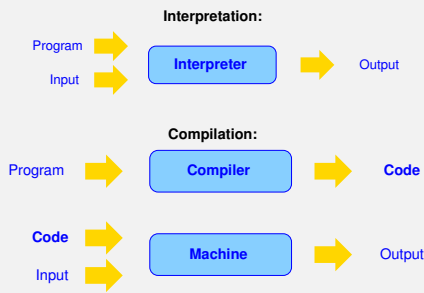 Interpretation:
Program
Input
Interpreter
Output
Compilation:
Program
Compiler
Code
Code
Input
Machine
Output